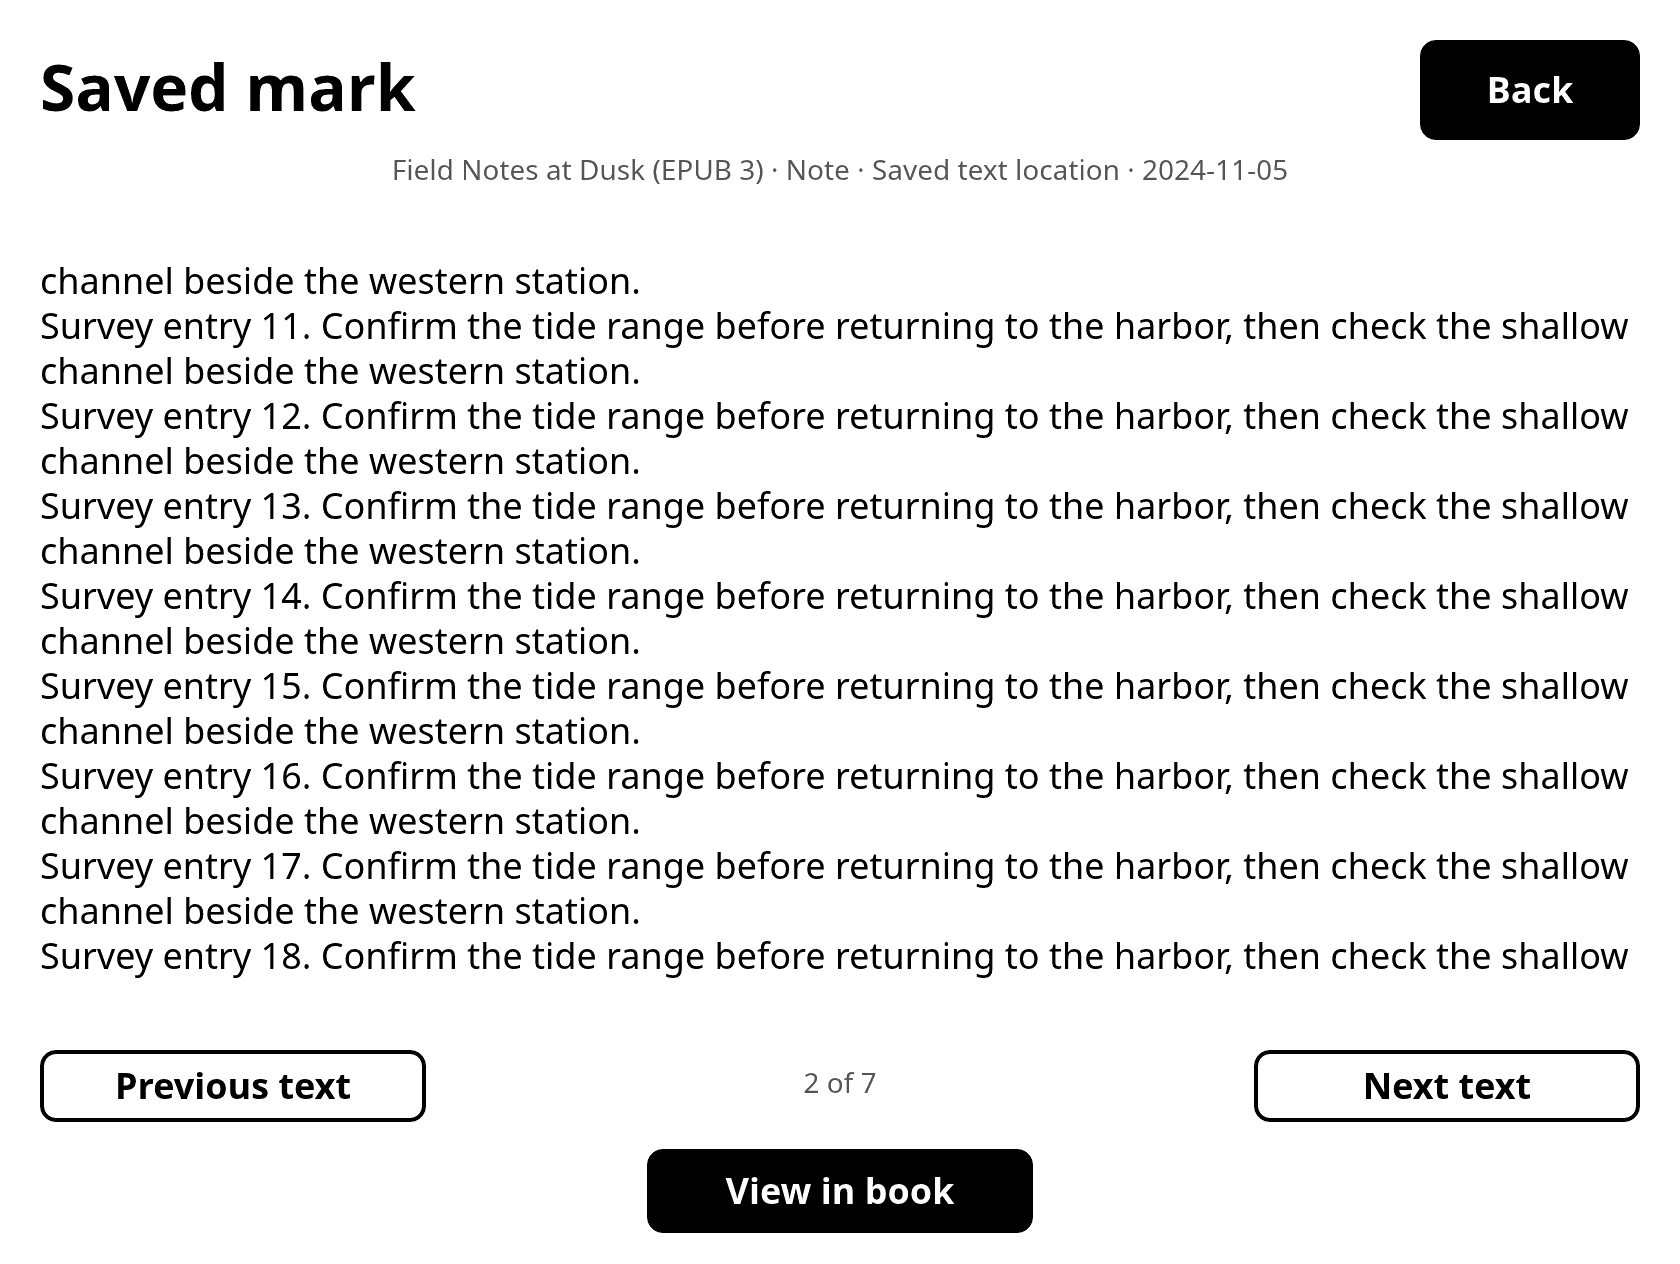 Saved mark
Back
Field Notes at Dusk (EPUB 3) · Note · Saved text location · 2024-11-05
channel beside the western station.
Survey entry 11. Confirm the tide range before returning to the harbor, then check the shallow
channel beside the western station.
Survey entry 12. Confirm the tide range before returning to the harbor, then check the shallow
channel beside the western station.
Survey entry 13. Confirm the tide range before returning to the harbor, then check the shallow
channel beside the western station.
Survey entry 14. Confirm the tide range before returning to the harbor, then check the shallow
channel beside the western station.
Survey entry 15. Confirm the tide range before returning to the harbor, then check the shallow
channel beside the western station.
Survey entry 16. Confirm the tide range before returning to the harbor, then check the shallow
channel beside the western station.
Survey entry 17. Confirm the tide range before returning to the harbor, then check the shallow
channel beside the western station.
Survey entry 18. Confirm the tide range before returning to the harbor, then check the shallow
Previous text
2 of 7
Next text
View in book